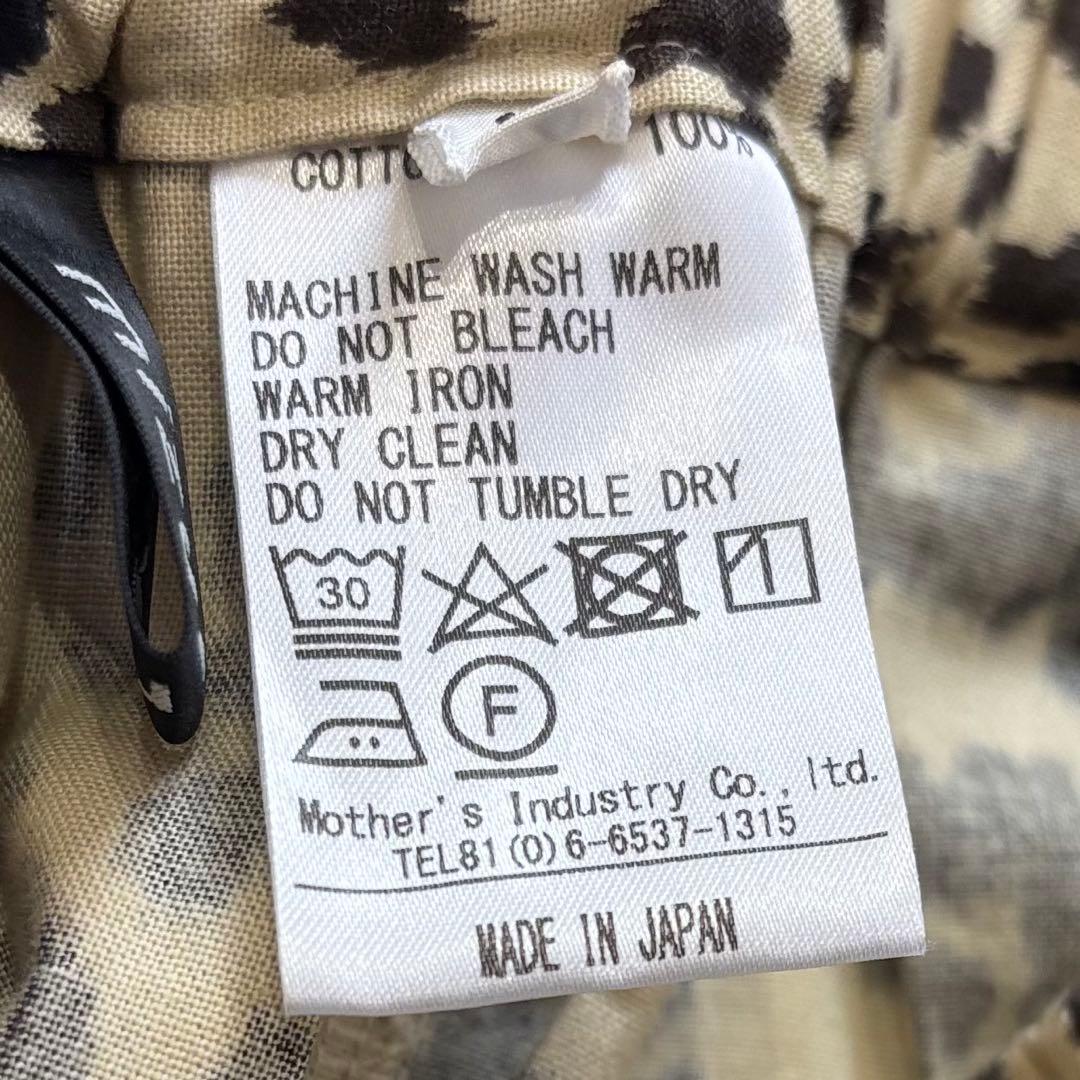 100%
MACHINE WASH WARM
DO NOT BLEACH
WARM IRON
DRY CLEAN
DO NOT TUMBLE DRY
30
F
Mother's Industry Co., ltd.
TEL81(0)6-6537-1315
MADE IN JAPAN